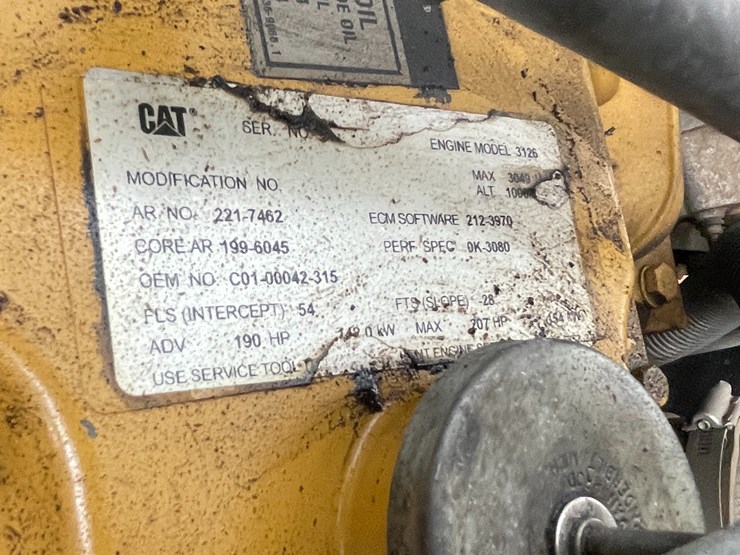 OIL
E OIL
CAT®
SER. NO.
ENGINE MODEL 3126
MODIFICATION NO.
MAX 3049
ALT.
AR. NO. 221-7462
ECM SOFTWARE 212-3970
CORE AR 199-6045
PERF SPEC 0K-3080
OEM NO. C01-00042-315
FLS (INTERCEPT) 54
FTS (SLOPE) -28
ADV 190 HP kW MAX 207 HP
USE SERVICE TOOL